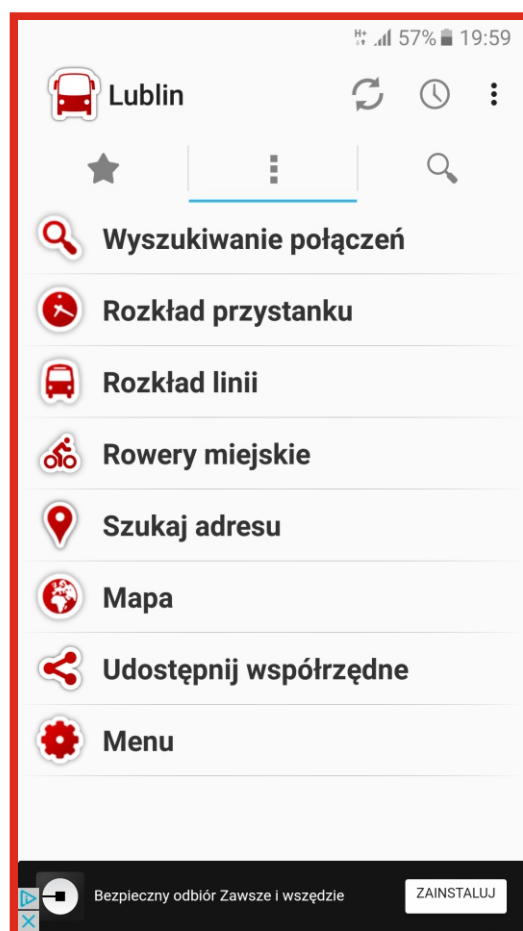 H+ 57% 19:59
Lublin
Wyszukiwanie połączeń
Rozkład przystanku
Rozkład linii
Rowery miejskie
Szukaj adresu
Mapa
Udostępnij współrzędne
Menu
Bezpieczny odbiór Zawsze i wszędzie
ZAINSTALUJ